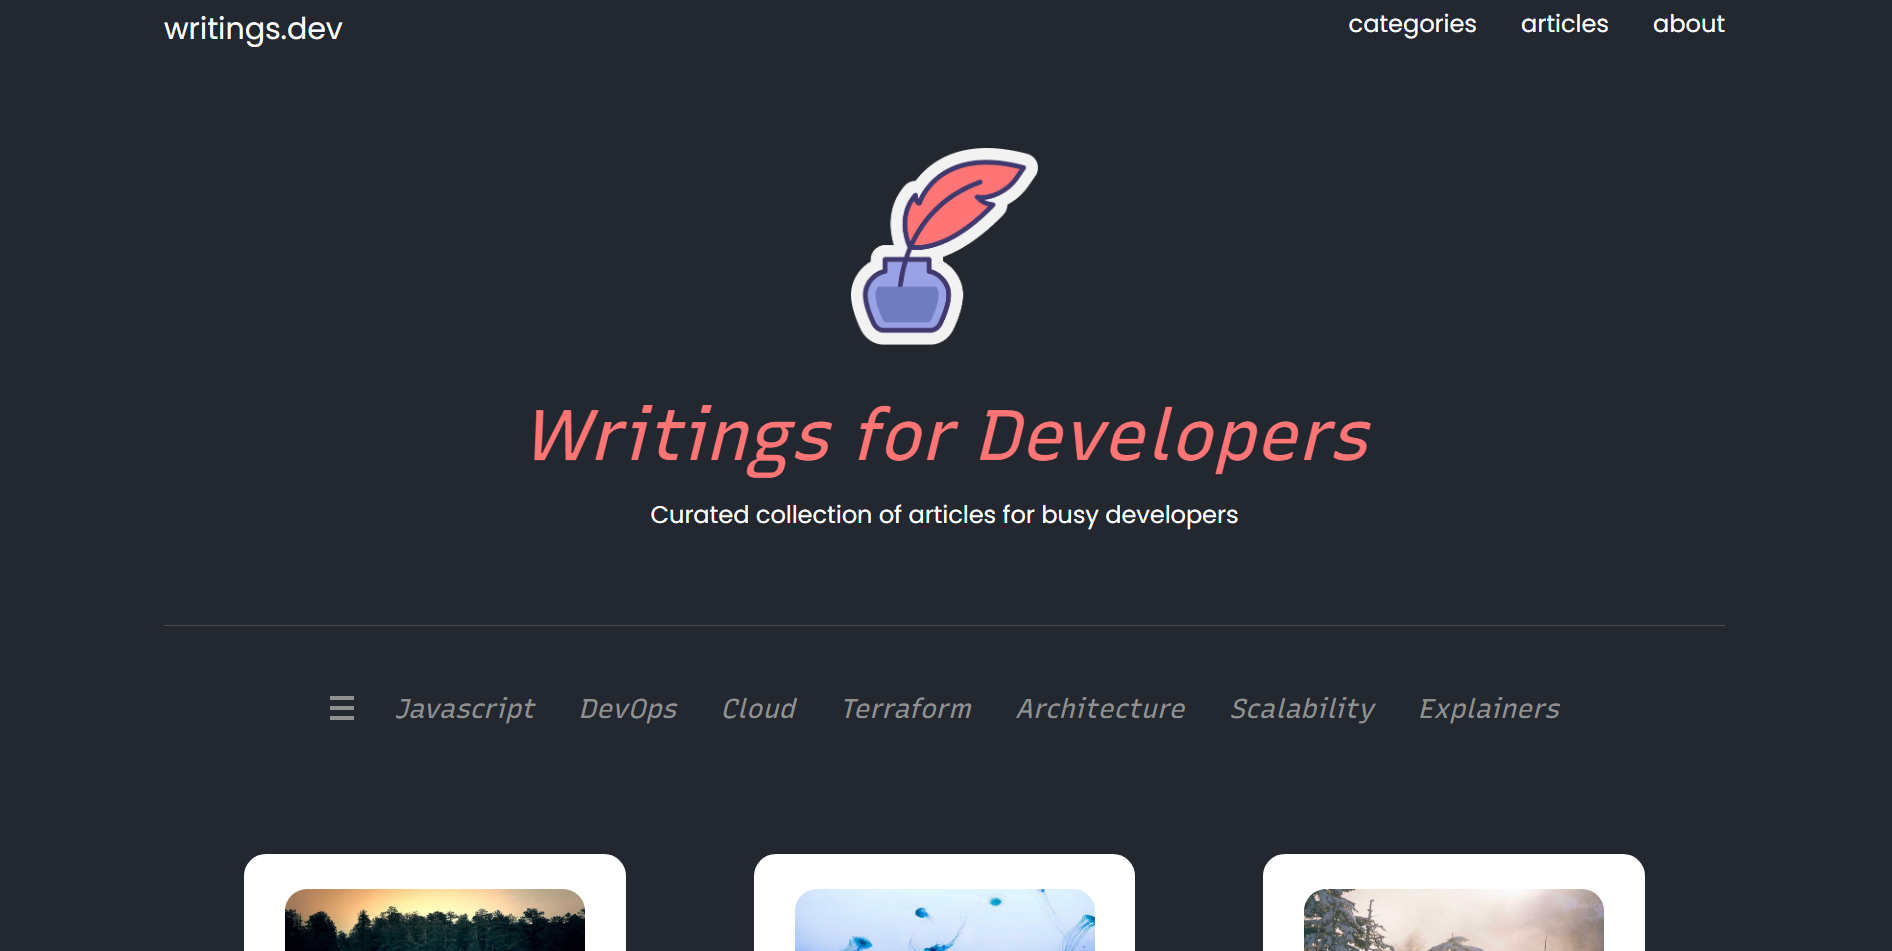 writings.dev
categories articles about
Writings for Developers
Curated collection of articles for busy developers
Javascript DevOps Cloud Terraform Architecture Scalability Explainers